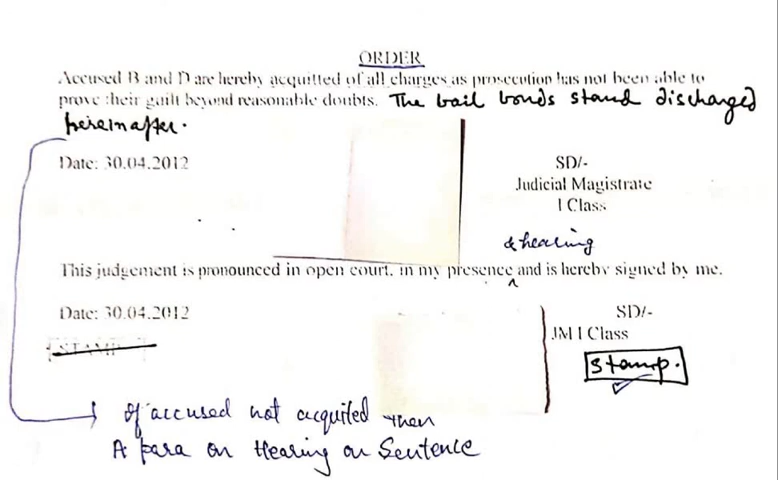 ORDER
Accused B and D are hereby acquitted of all charges as prosecution has not been able to
prove their guilt beyond reasonable doubts. The bail bonds stand discharged
hereinafter.
Date: 30.04.2012
SD/-
Judicial Magistrate
I Class
& hearing
This judgement is pronounced in open court, in my presence ^ and is hereby signed by me.
Date: 30.04.2012
SD/-
JM I Class
[STAMP]
Stamp.
If accused not acquited then
A para on Hearing on Sentence